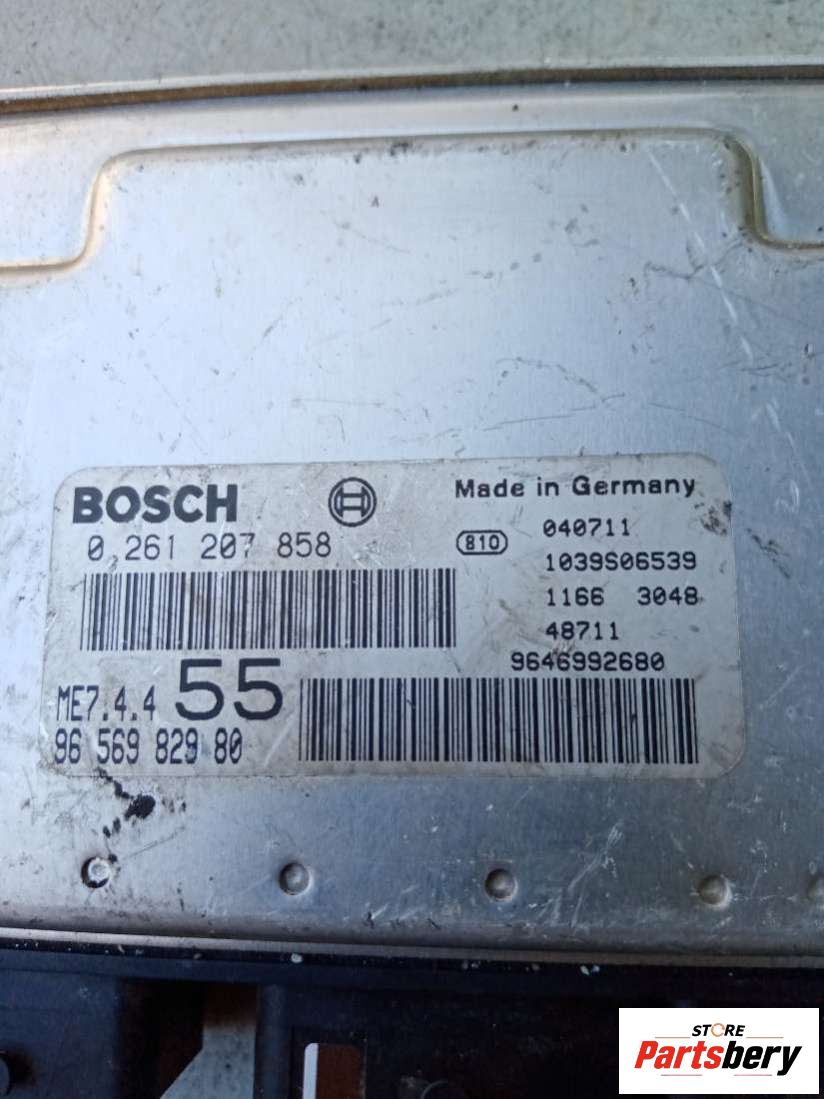 BOSCH
Made in Germany
0 261 207 858
810
040711
1039S06539
1166 3048
48711
9646992680
ME7.4.4 55
96 569 829 80
STORE
Partsbery